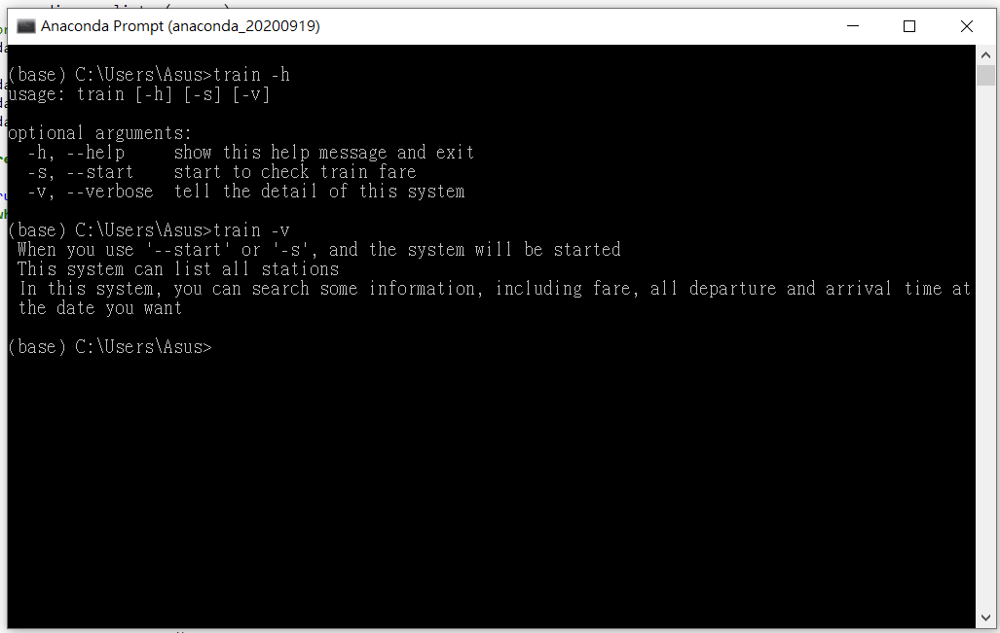 Anaconda Prompt (anaconda_20200919)
(base) C:\Users\Asus>train -h
usage: train [-h] [-s] [-v]
optional arguments:
-h, --help show this help message and exit
-s, --start start to check train fare
-v, --verbose tell the detail of this system
(base) C:\Users\Asus>train -v
When you use '--start' or '-s', and the system will be started
This system can list all stations
In this system, you can search some information, including fare, all departure and arrival time at
the date you want
(base) C:\Users\Asus>